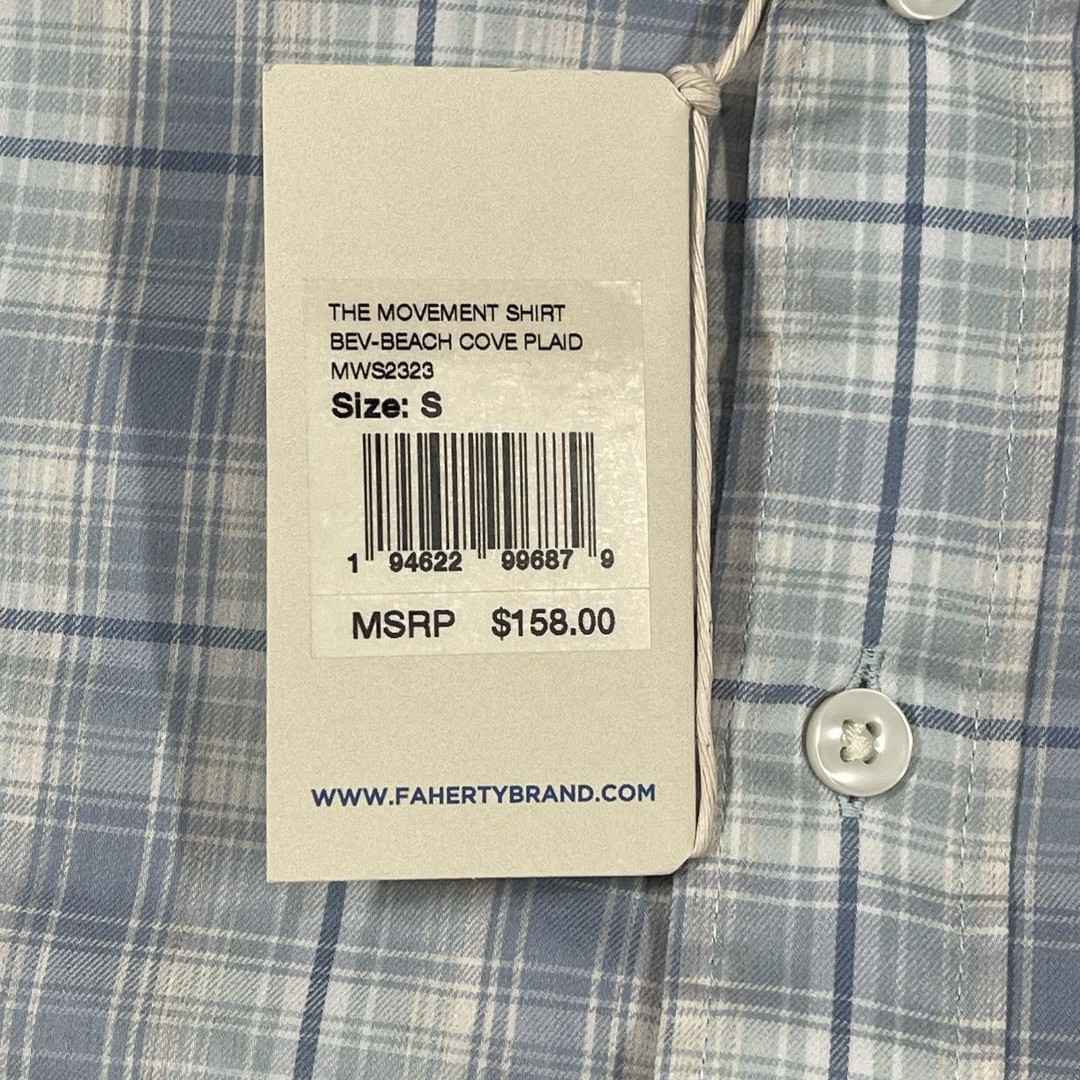 THE MOVEMENT SHIRT
BEV-BEACH COVE PLAID
MWS2323
Size: S
1 94622 99687 9
MSRP $158.00
WWW.FAHERTYBRAND.COM